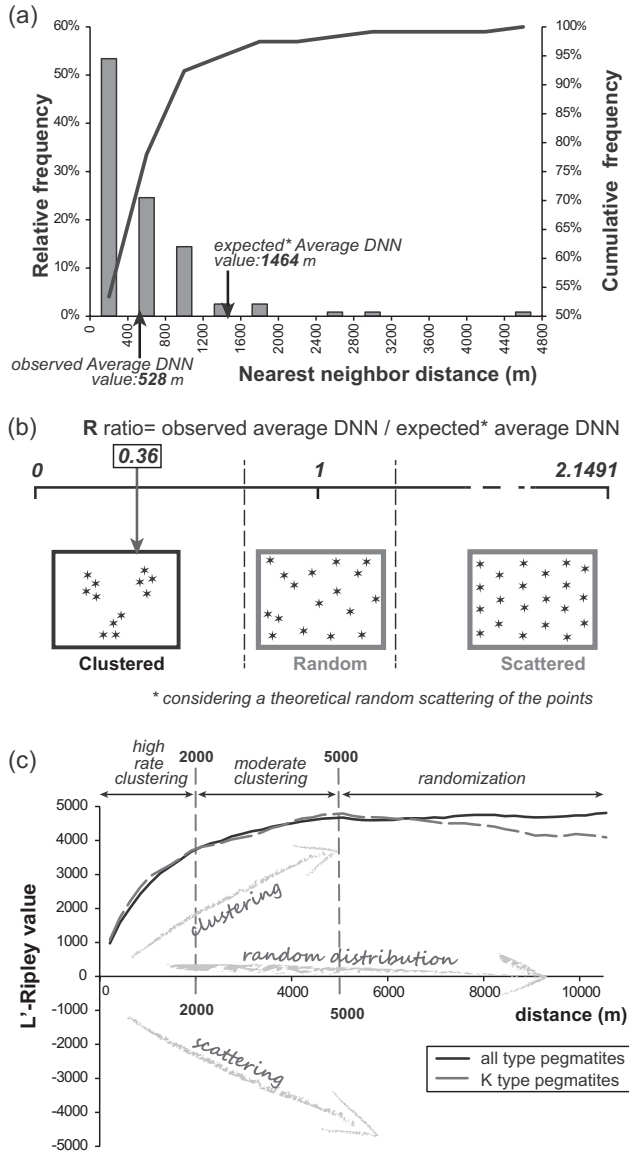 (a)
60%
50%
40%
30%
20%
10%
0%
Relative frequency
100%
95%
90%
85%
80%
75%
70%
65%
60%
55%
50%
Cumulative frequency
expected* Average DNN
value:1464 m
0
400
800
1200
1600
2000
2400
2800
3200
3600
4000
4400
4800
observed Average DNN
value:528 m
Nearest neighbor distance (m)
(b)
R ratio= observed average DNN / expected* average DNN
0.36
0
1
2.1491
Clustered
Random
Scattered
* considering a theoretical random scattering of the points
(c)
high
rate
clustering
2000
moderate
clustering
5000
randomization
5000
4000
3000
2000
1000
0
-1000
-2000
-3000
-4000
-5000
L'-Ripley value
clustering
random distribution
scattering
0
2000
4000
5000
6000
8000
10000
distance (m)
all type pegmatites
K type pegmatites